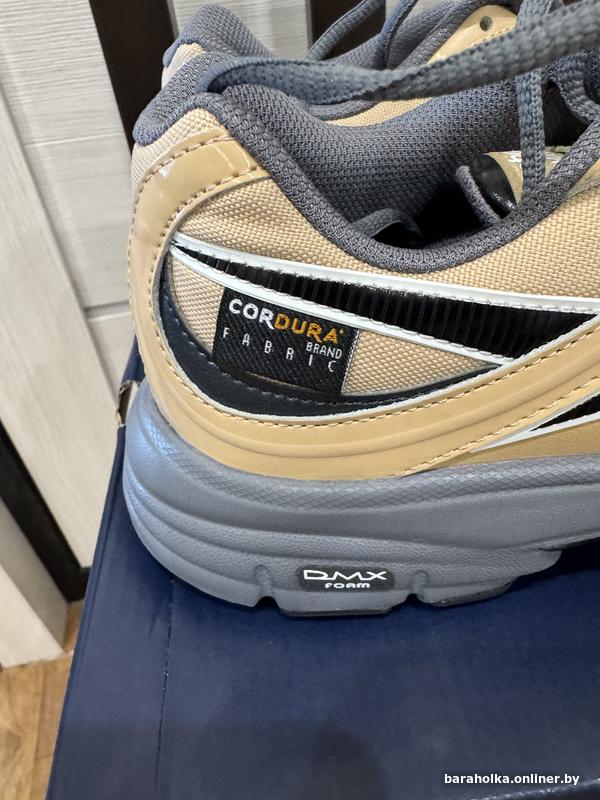 CORDURA
BRAND
FABRIC
DMX
FOAM
baraholka.onliner.by